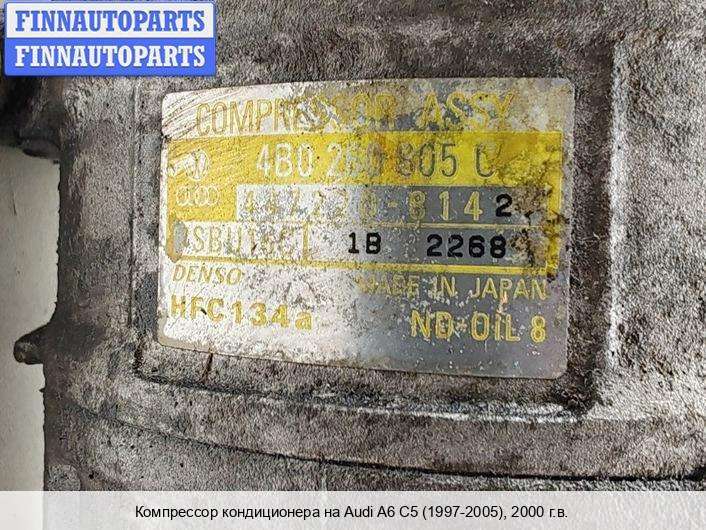 FINNAUTOPARTS
FINNAUTOPARTS
COMPRESSOR ASSY
4B0 260 805 C
447220-8142
1B 2268
DENSO MADE IN JAPAN
HFC134a ND-OIL 8
Компрессор кондиционера на Audi A6 C5 (1997-2005), 2000 г.в.